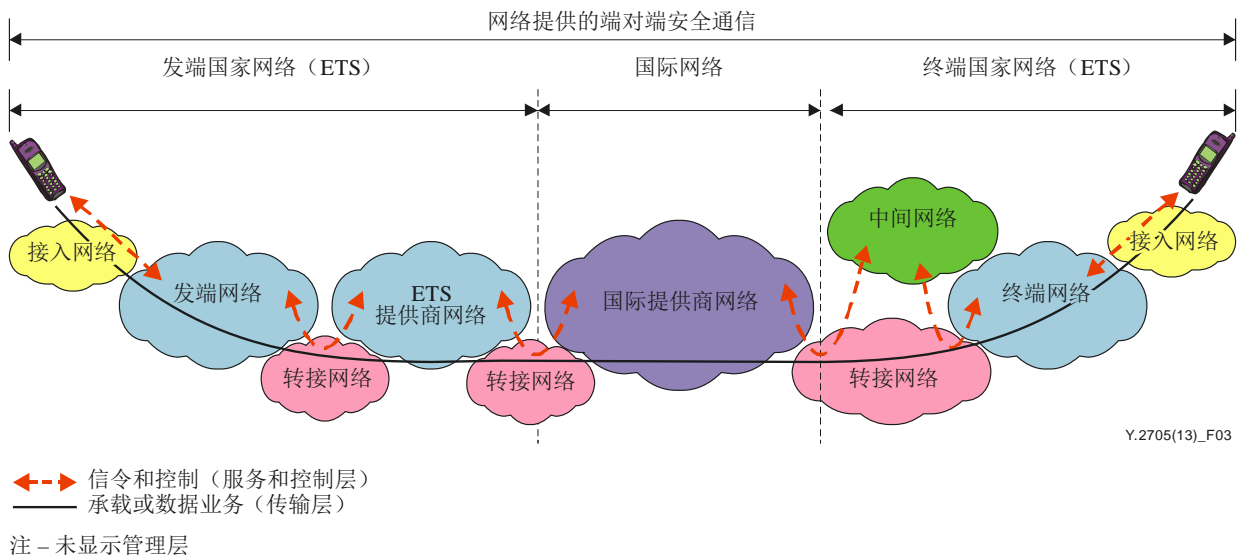 网络提供的端对端安全通信
发端国家网络（ETS）
国际网络
终端国家网络（ETS）
中间网络
接入网络
接入网络
发端网络
ETS
提供商网络
国际提供商网络
终端网络
转接网络
转接网络
转接网络
Y.2705(13)_F03
信令和控制（服务和控制层）
承载或数据业务（传输层）
注 – 未显示管理层